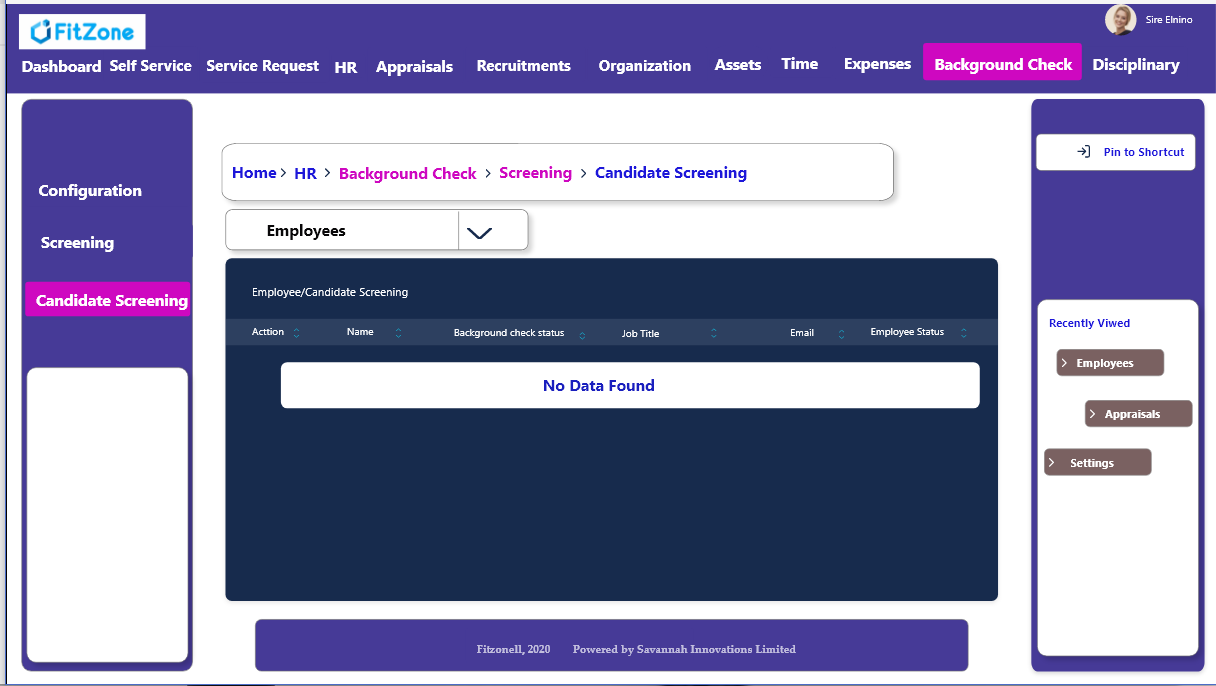 FitZone
Sire Elnino
Dashboard Self Service Service Request HR Appraisals Recruitments Organization Assets Time Expenses Background Check Disciplinary
Configuration
Screening
Candidate Screening
Home > HR > Background Check > Screening > Candidate Screening
Employees
Employee/Candidate Screening
Acttion Name Background check status Job Title Email Employee Status
No Data Found
Pin to Shortcut
Recently Viwed
> Employees
> Appraisals
> Settings
Fitzonell, 2020 Powered by Savannah Innovations Limited